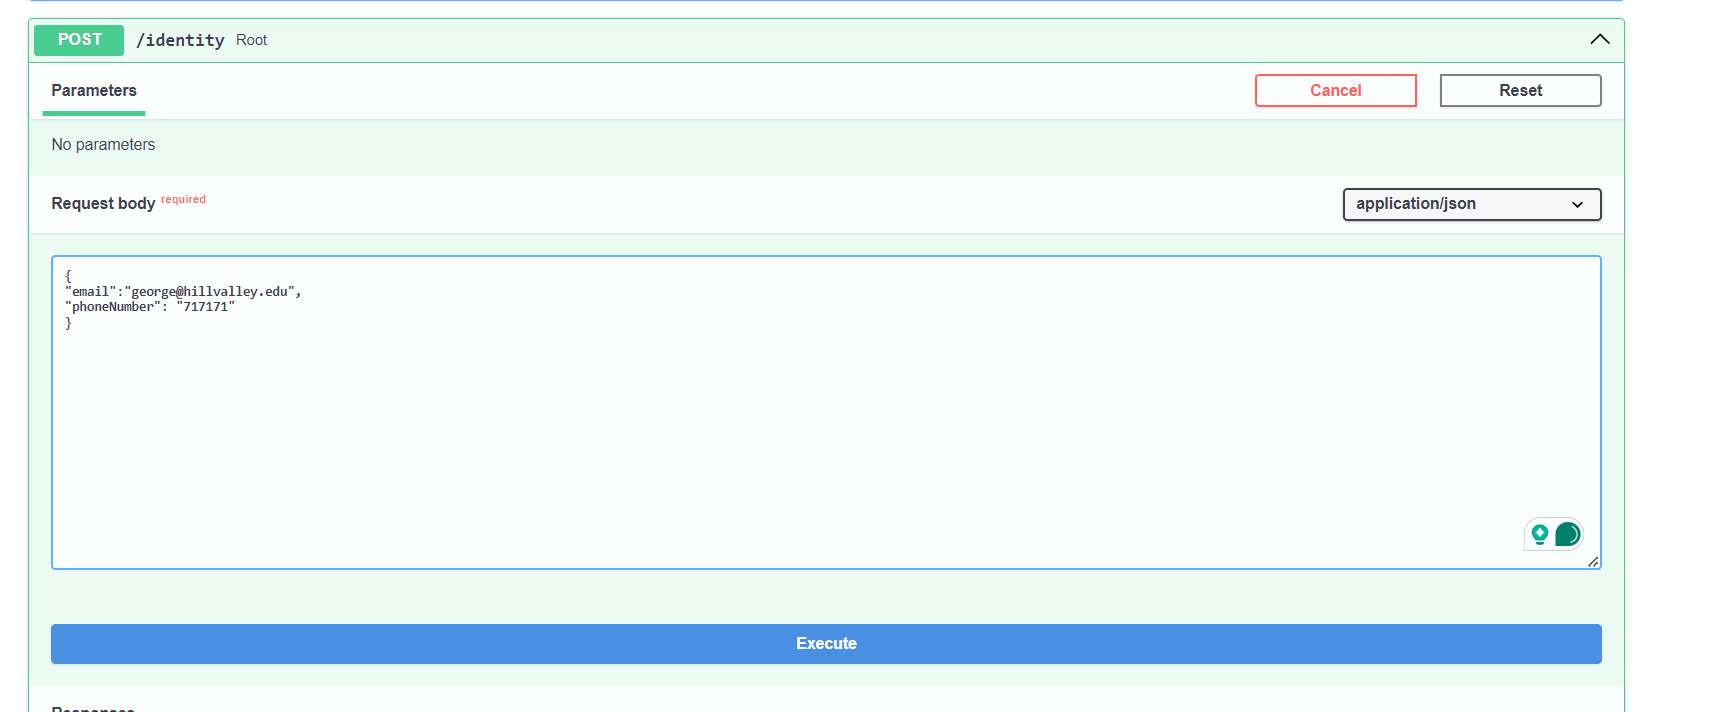 POST /identity Root
Parameters
Cancel
Reset
No parameters
Request body required
application/json
{
"email":"george@hillvalley.edu",
"phoneNumber": "717171"
}
Execute
Responses